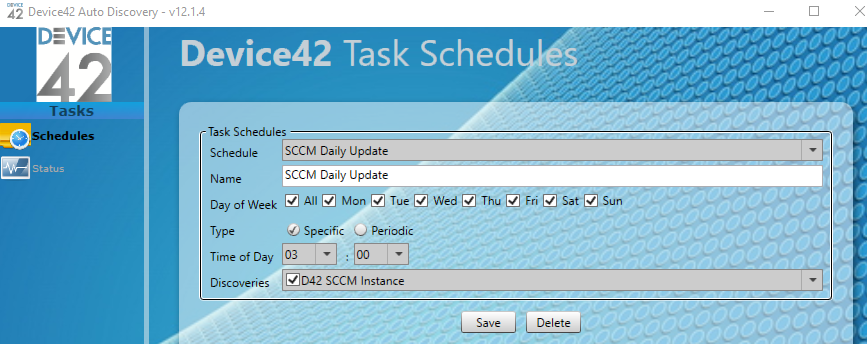 DEVICE 42 Device42 Auto Discovery - v12.1.4
DEVICE
42
Device42 Task Schedules
Tasks
Schedules
Status
Task Schedules
Schedule SCCM Daily Update
Name SCCM Daily Update
Day of Week All Mon Tue Wed Thu Fri Sat Sun
Type Specific Periodic
Time of Day 03 : 00
Discoveries D42 SCCM Instance
Save Delete